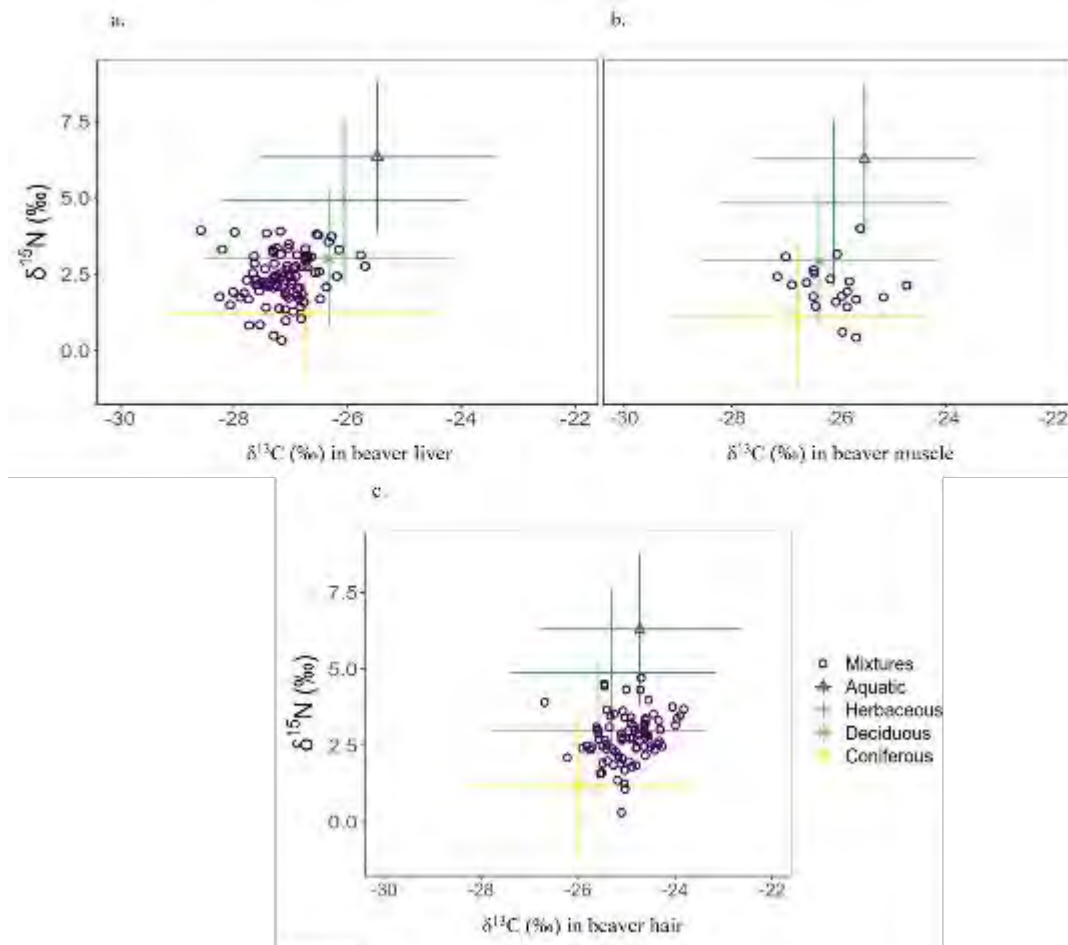 a.
b.
δ¹⁵N (‰)
7.5
5.0
2.5
0.0
-30
-28
-26
-24
-22
-30
-28
-26
-24
-22
δ¹³C (‰) in beaver liver
δ¹³C (‰) in beaver muscle
c.
δ¹⁵N (‰)
7.5
5.0
2.5
0.0
Mixtures
Aquatic
Herbaceous
Deciduous
Coniferous
-30
-28
-26
-24
-22
δ¹³C (‰) in beaver hair